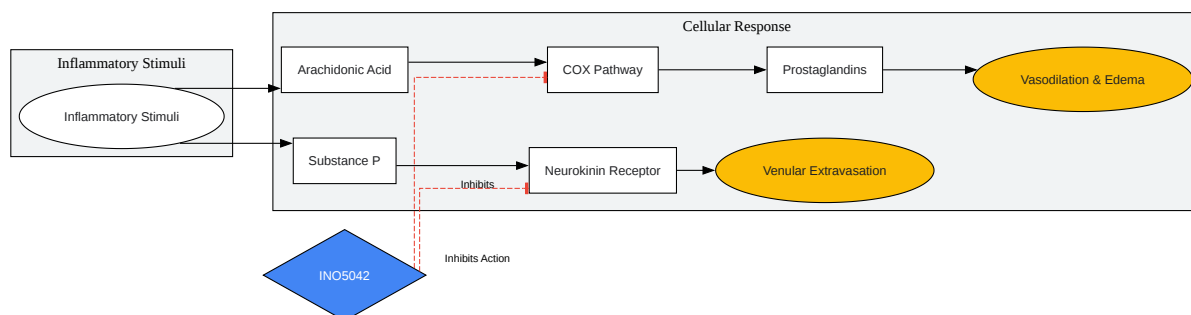 Cellular Response
Inflammatory Stimuli
Inflammatory Stimuli
Arachidonic Acid
COX Pathway
Prostaglandins
Vasodilation & Edema
Substance P
Neurokinin Receptor
Venular Extravasation
Inhibits
Inhibits Action
INO5042